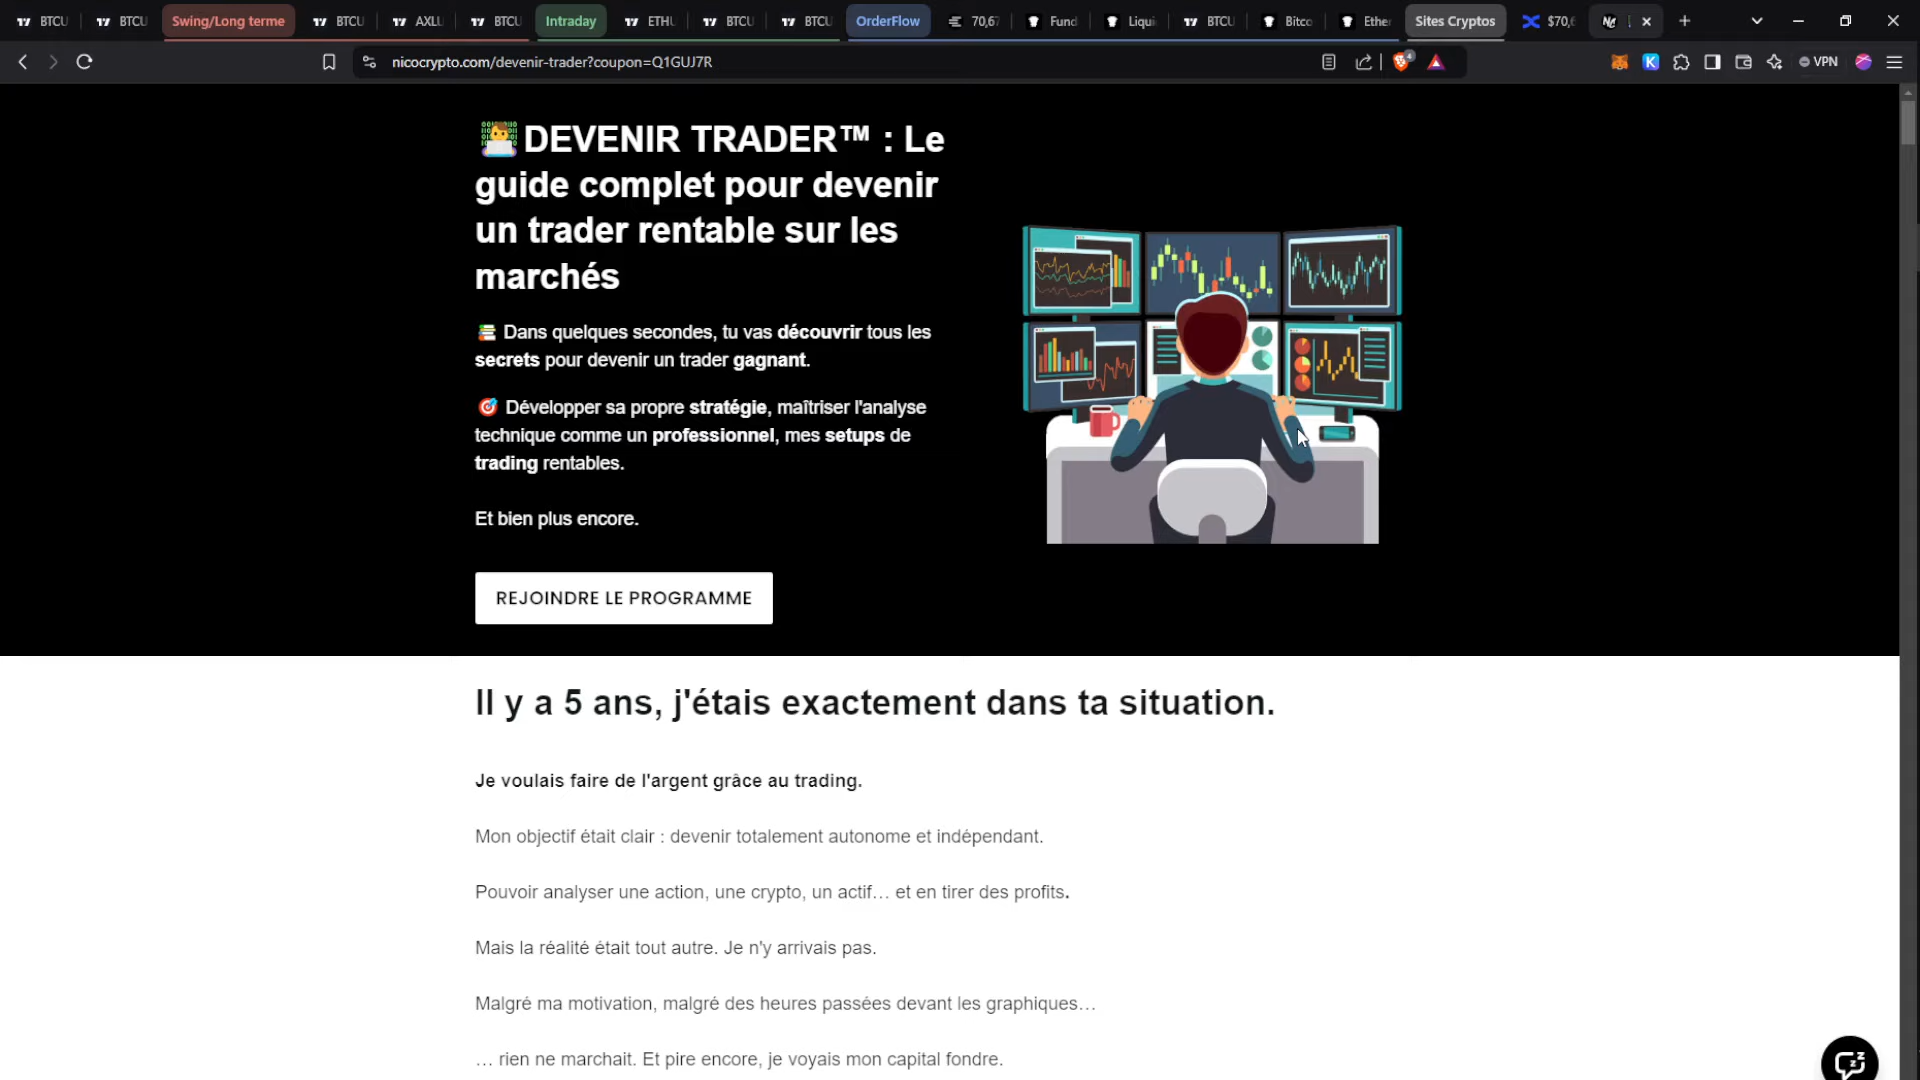 BTCU
BTCU
Swing/Long terme
BTCU
AXLU
BTCU
Intraday
ETHU
BTCU
BTCU
OrderFlow
70,67
Fund
Liqui
BTCU
Bitco
Ether
Sites Cryptos
$70,6
nicocrypto.com/devenir-trader?coupon=Q1GUJ7R
4
VPN
DEVENIR TRADER™ : Le
guide complet pour devenir
un trader rentable sur les
marchés
Dans quelques secondes, tu vas découvrir tous les
secrets pour devenir un trader gagnant.
Développer sa propre stratégie, maîtriser l'analyse
technique comme un professionnel, mes setups de
trading rentables.
Et bien plus encore.
REJOINDRE LE PROGRAMME
Il y a 5 ans, j'étais exactement dans ta situation.
Je voulais faire de l'argent grâce au trading.
Mon objectif était clair : devenir totalement autonome et indépendant.
Pouvoir analyser une action, une crypto, un actif… et en tirer des profits.
Mais la réalité était tout autre. Je n'y arrivais pas.
Malgré ma motivation, malgré des heures passées devant les graphiques…
… rien ne marchait. Et pire encore, je voyais mon capital fondre.